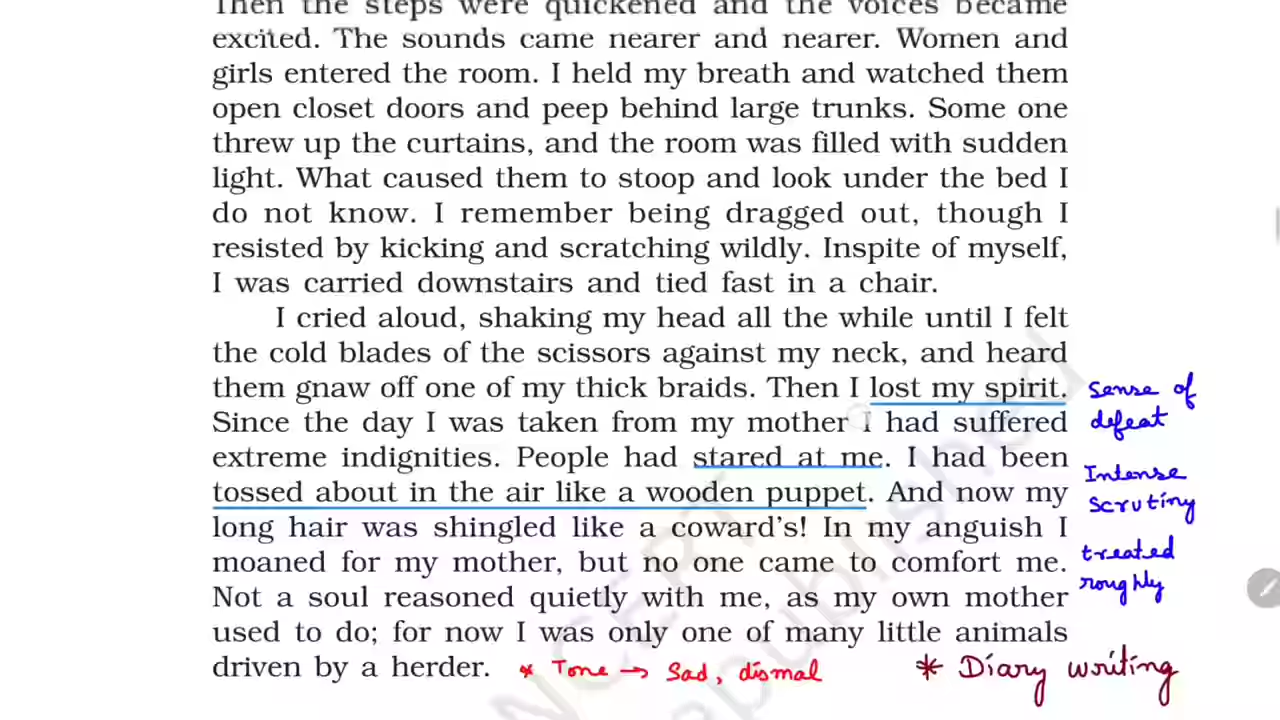 Then the steps were quickened and the voices became
excited. The sounds came nearer and nearer. Women and
girls entered the room. I held my breath and watched them
open closet doors and peep behind large trunks. Some one
threw up the curtains, and the room was filled with sudden
light. What caused them to stoop and look under the bed I
do not know. I remember being dragged out, though I
resisted by kicking and scratching wildly. Inspite of myself,
I was carried downstairs and tied fast in a chair.
I cried aloud, shaking my head all the while until I felt
the cold blades of the scissors against my neck, and heard
them gnaw off one of my thick braids. Then I lost my spirit.
Since the day I was taken from my mother I had suffered
extreme indignities. People had stared at me. I had been
tossed about in the air like a wooden puppet. And now my
long hair was shingled like a coward's! In my anguish I
moaned for my mother, but no one came to comfort me.
Not a soul reasoned quietly with me, as my own mother
used to do; for now I was only one of many little animals
driven by a herder.
Sense of
defeat
Intense
scrutiny
treated
roughly
* Tone → Sad, dismal
* Diary writing
NCERT
republished